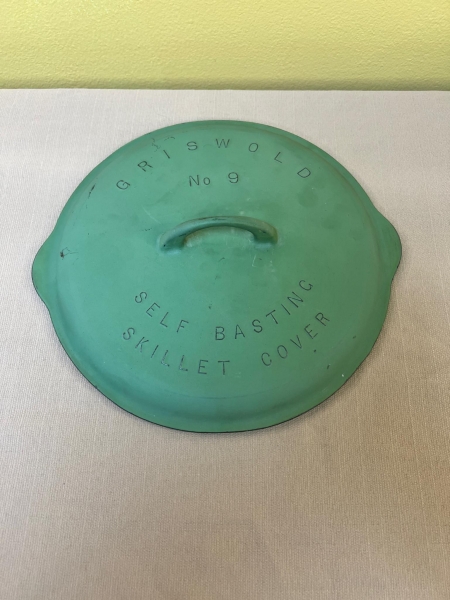 GRISWOLD
No 9
SELF BASTING
SKILLET COVER